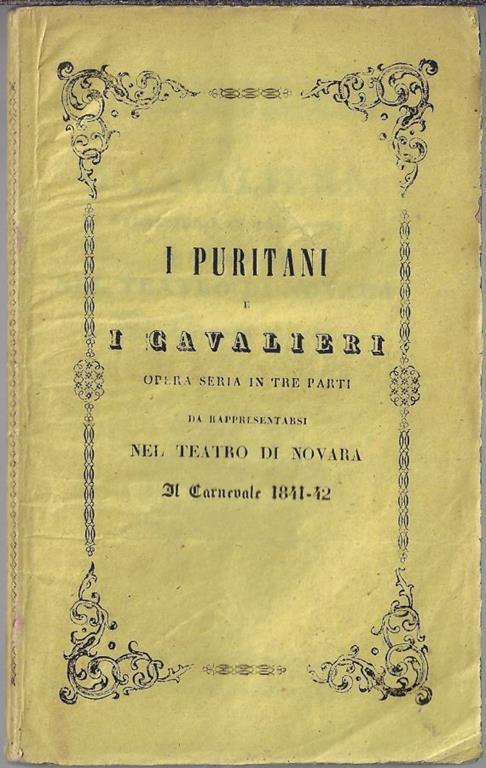 I PURITANI
E
I CAVALIERI
OPERA SERIA IN TRE PARTI
DA RAPPRESENTARSI
NEL TEATRO DI NOVARA
Il Carnevale 1841-42